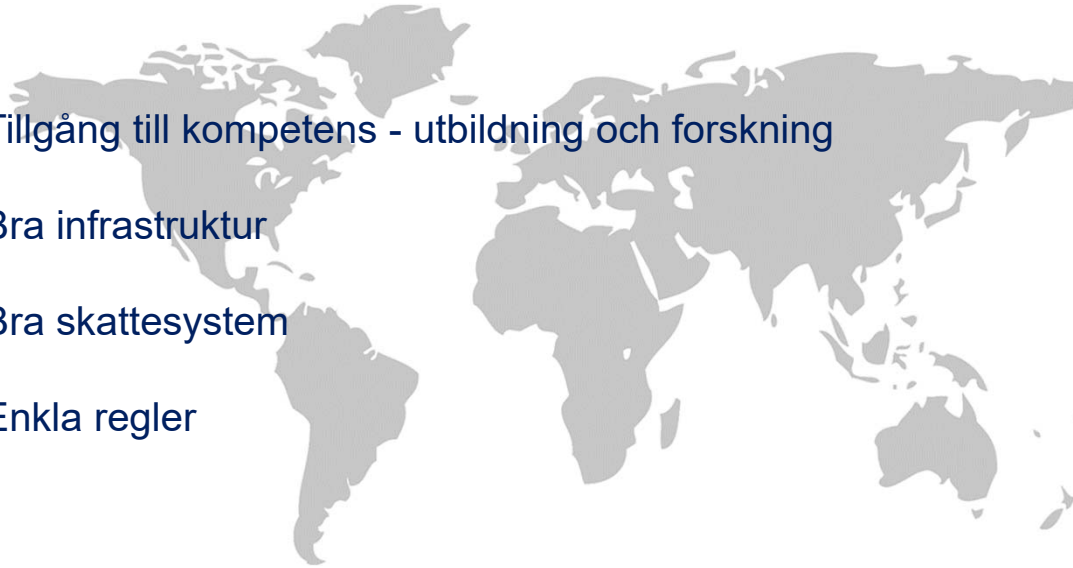 Tillgång till kompetens - utbildning och forskning
Bra infrastruktur
Bra skattesystem
Enkla regler